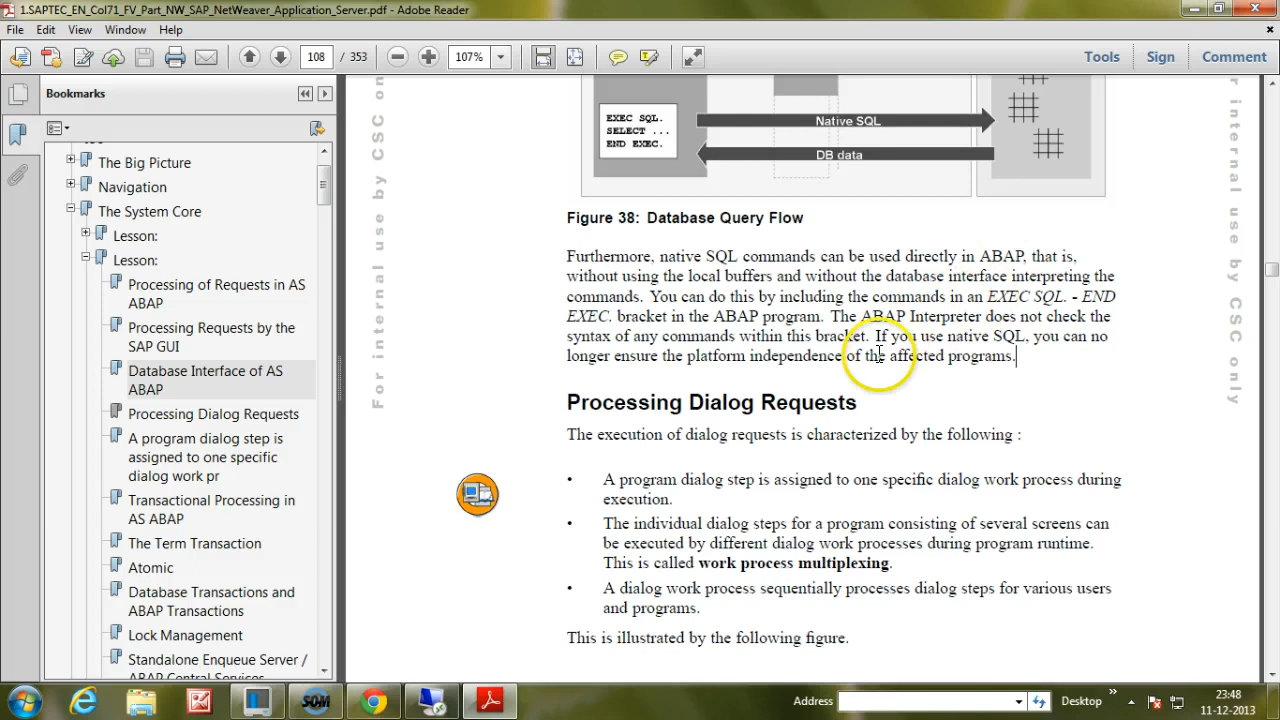 1.SAPTEC_EN_Col71_FV_Part_NW_SAP_NetWeaver_Application_Server.pdf - Adobe Reader
File Edit View Window Help
108 / 353 107% Tools Sign Comment
Bookmarks
The Big Picture
Navigation
The System Core
Lesson:
Lesson:
Processing of Requests in AS
ABAP
Processing Requests by the
SAP GUI
Database Interface of AS
ABAP
Processing Dialog Requests
A program dialog step is
assigned to one specific
dialog work pr
Transactional Processing in
AS ABAP
The Term Transaction
Atomic
Database Transactions and
ABAP Transactions
Lock Management
Standalone Enqueue Server /
ABAP Central Services
For internal use by CSC on
EXEC SQL.
SELECT ...
END EXEC.
Native SQL
DB data
Figure 38: Database Query Flow
Furthermore, native SQL commands can be used directly in ABAP, that is,
without using the local buffers and without the database interface interpreting the
commands. You can do this by including the commands in an EXEC SQL. - END
EXEC. bracket in the ABAP program. The ABAP Interpreter does not check the
syntax of any commands within this bracket. If you use native SQL, you can no
longer ensure the platform independence of the affected programs.
Processing Dialog Requests
The execution of dialog requests is characterized by the following :
• A program dialog step is assigned to one specific dialog work process during
execution.
• The individual dialog steps for a program consisting of several screens can
be executed by different dialog work processes during program runtime.
This is called work process multiplexing.
• A dialog work process sequentially processes dialog steps for various users
and programs.
This is illustrated by the following figure.
r internal use by CSC only
SOM
Address
Desktop
23:48
11-12-2013